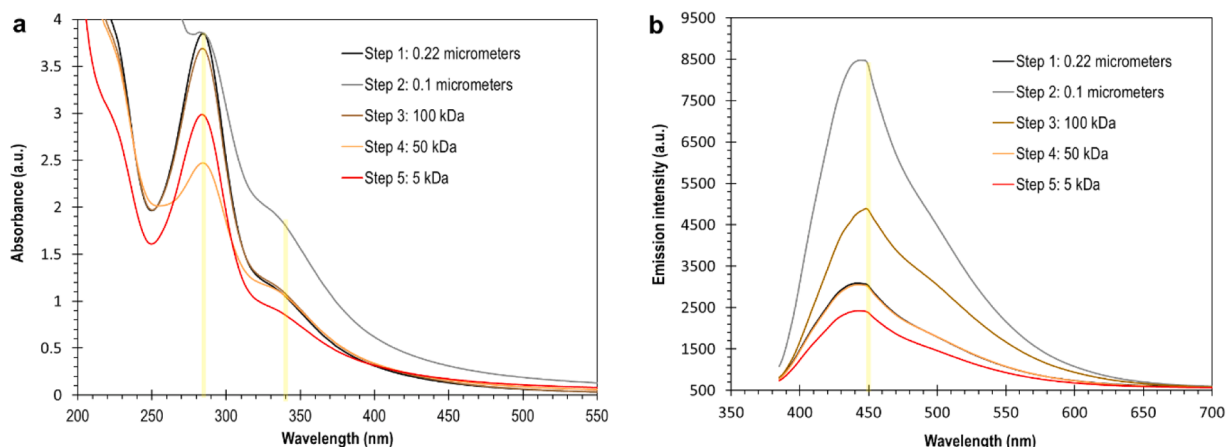 a
4
3.5
3
2.5
2
1.5
1
0.5
0
Absorbance (a.u.)
Step 1: 0.22 micrometers
Step 2: 0.1 micrometers
Step 3: 100 kDa
Step 4: 50 kDa
Step 5: 5 kDa
200 250 300 350 400 450 500 550
Wavelength (nm)
b
9500
8500
7500
6500
5500
4500
3500
2500
1500
500
Emission intensity (a.u.)
Step 1: 0.22 micrometers
Step 2: 0.1 micrometers
Step 3: 100 kDa
Step 4: 50 kDa
Step 5: 5 kDa
350 400 450 500 550 600 650 700
Wavelength (nm)